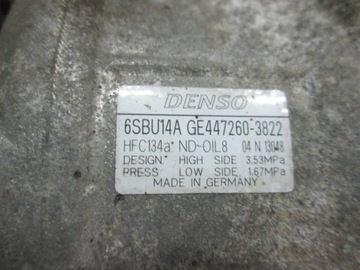 DENSO
6SBU14A GE447260-3822
HFC134a* ND-OIL8 04 N 13048
DESIGN* HIGH SIDE 3.53MPa
PRESS LOW SIDE 1.67MPa
MADE IN GERMANY